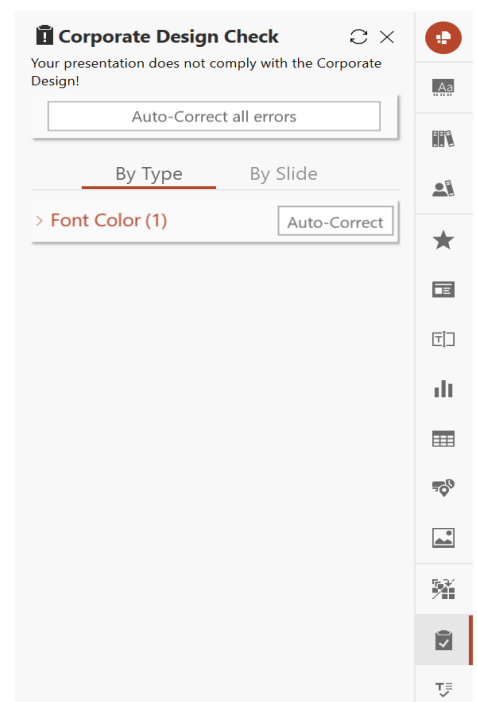 Corporate Design Check
Your presentation does not comply with the Corporate
Design!
Auto-Correct all errors
By Type By Slide
Font Color (1) Auto-Correct
Aa
T
T